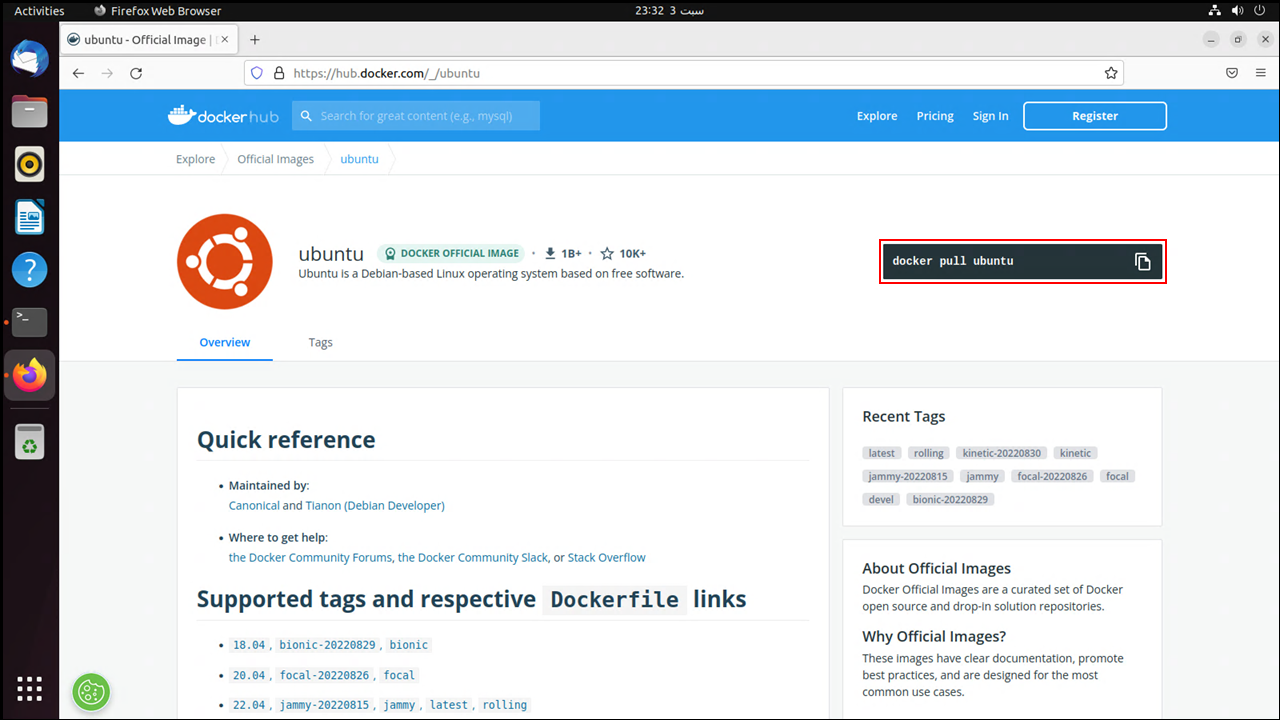 Activities
Firefox Web Browser
23:32 سبت 3
ubuntu - Official Image |
https://hub.docker.com/_/ubuntu
docker hub
Search for great content (e.g., mysql)
Explore
Pricing
Sign In
Register
Explore
Official Images
ubuntu
ubuntu
DOCKER OFFICIAL IMAGE
· 1B+ · 10K+
Ubuntu is a Debian-based Linux operating system based on free software.
docker pull ubuntu
Overview
Tags
Quick reference
• Maintained by:
Canonical and Tianon (Debian Developer)
• Where to get help:
the Docker Community Forums, the Docker Community Slack, or Stack Overflow
Supported tags and respective Dockerfile links
• 18.04, bionic-20220829, bionic
• 20.04, focal-20220826, focal
• 22.04, jammy-20220815, jammy, latest, rolling
Recent Tags
latest rolling kinetic-20220830 kinetic
jammy-20220815 jammy focal-20220826 focal
devel bionic-20220829
About Official Images
Docker Official Images are a curated set of Docker
open source and drop-in solution repositories.
Why Official Images?
These images have clear documentation, promote
best practices, and are designed for the most
common use cases.